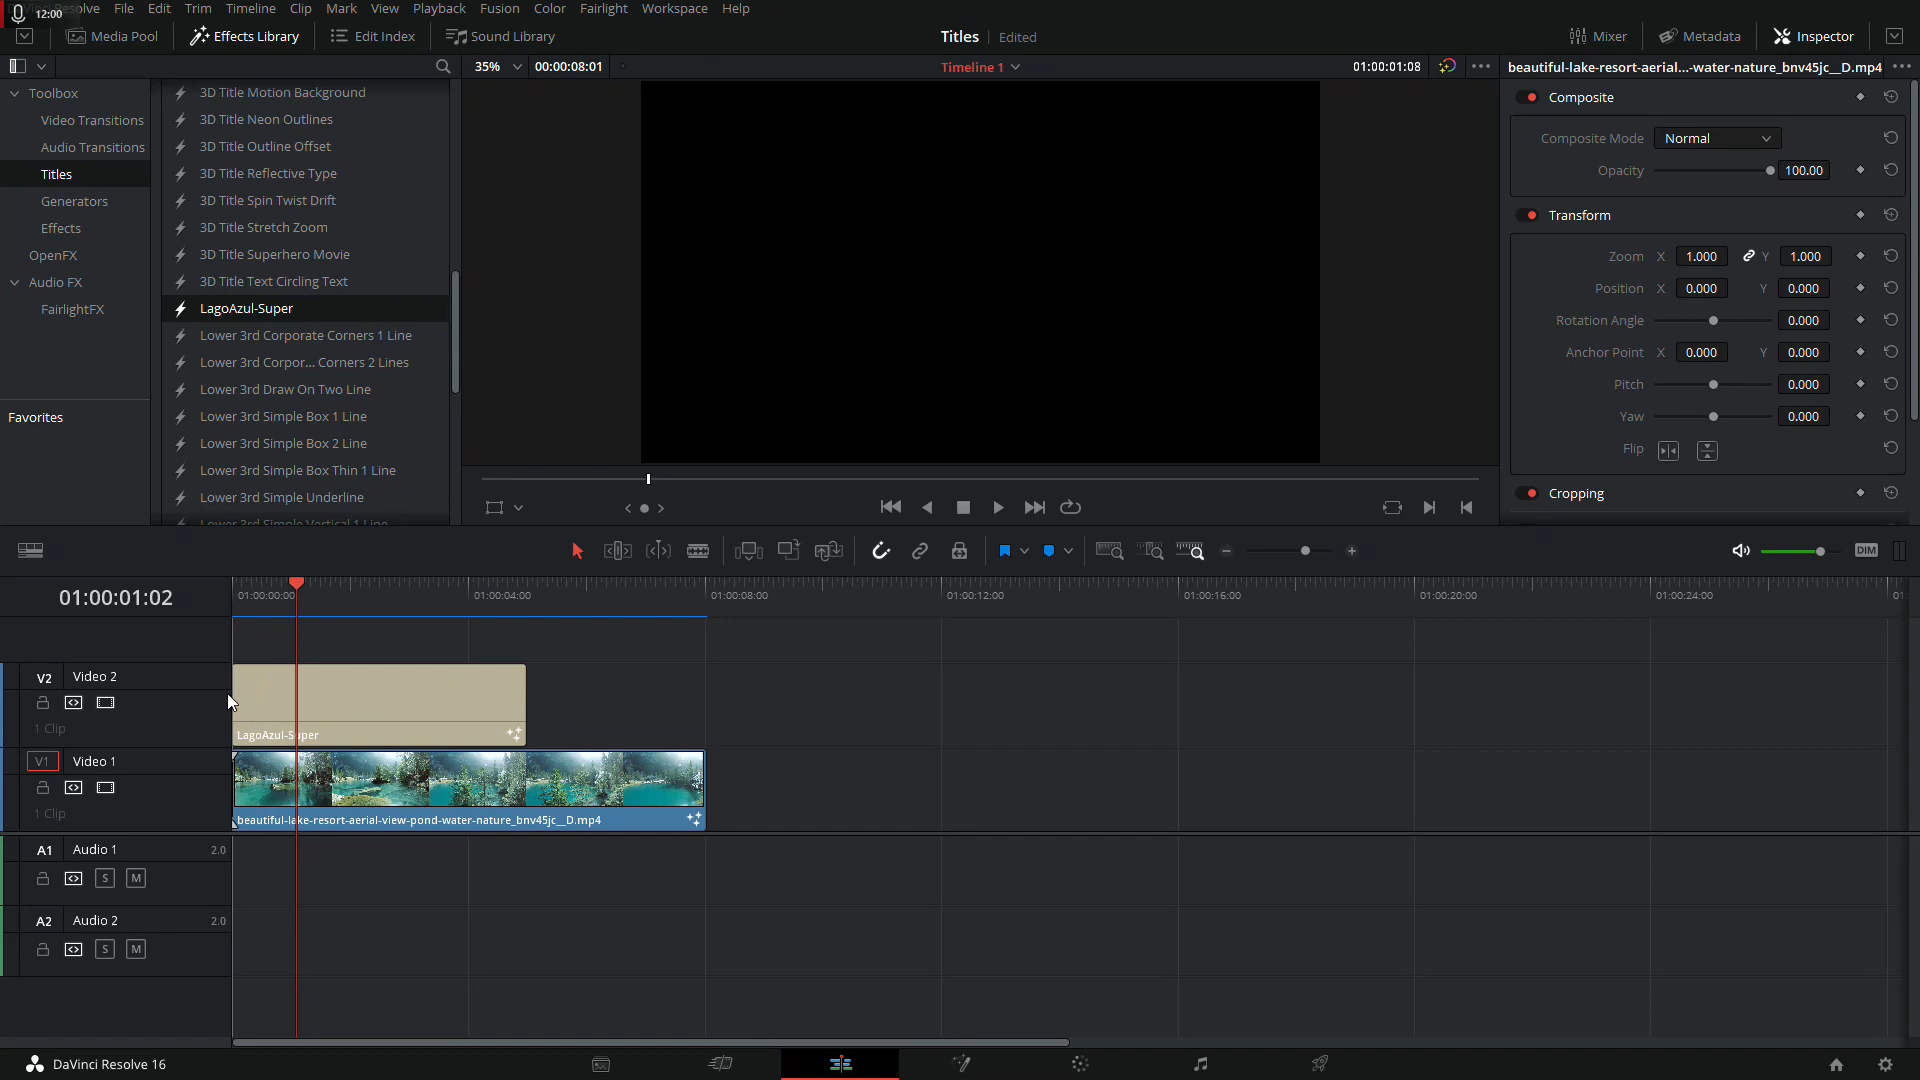 12:00
DaVinci Resolve File Edit Trim Timeline Clip Mark View Playback Fusion Color Fairlight Workspace Help
Media Pool Effects Library Edit Index Sound Library Titles Edited Mixer Metadata Inspector
35% 00:00:08:01 Timeline 1 01:00:01:08 beautiful-lake-resort-aerial...-water-nature_bnv45jc__D.mp4
Toolbox
Video Transitions
Audio Transitions
Titles
Generators
Effects
OpenFX
Audio FX
FairlightFX
Favorites
3D Title Motion Background
3D Title Neon Outlines
3D Title Outline Offset
3D Title Reflective Type
3D Title Spin Twist Drift
3D Title Stretch Zoom
3D Title Superhero Movie
3D Title Text Circling Text
LagoAzul-Super
Lower 3rd Corporate Corners 1 Line
Lower 3rd Corpor... Corners 2 Lines
Lower 3rd Draw On Two Line
Lower 3rd Simple Box 1 Line
Lower 3rd Simple Box 2 Line
Lower 3rd Simple Box Thin 1 Line
Lower 3rd Simple Underline
Lower 3rd Simple Vertical 1 Line
Composite
Composite Mode Normal
Opacity 100.00
Transform
Zoom X 1.000 Y 1.000
Position X 0.000 Y 0.000
Rotation Angle 0.000
Anchor Point X 0.000 Y 0.000
Pitch 0.000
Yaw 0.000
Flip
Cropping
DIM
01:00:01:02 01:00:00:00 01:00:04:00 01:00:08:00 01:00:12:00 01:00:16:00 01:00:20:00 01:00:24:00 01:
V2 Video 2
1 Clip
LagoAzul-Super
V1 Video 1
1 Clip
beautiful-lake-resort-aerial-view-pond-water-nature_bnv45jc__D.mp4
A1 Audio 1 2.0
S M
A2 Audio 2 2.0
S M
DaVinci Resolve 16